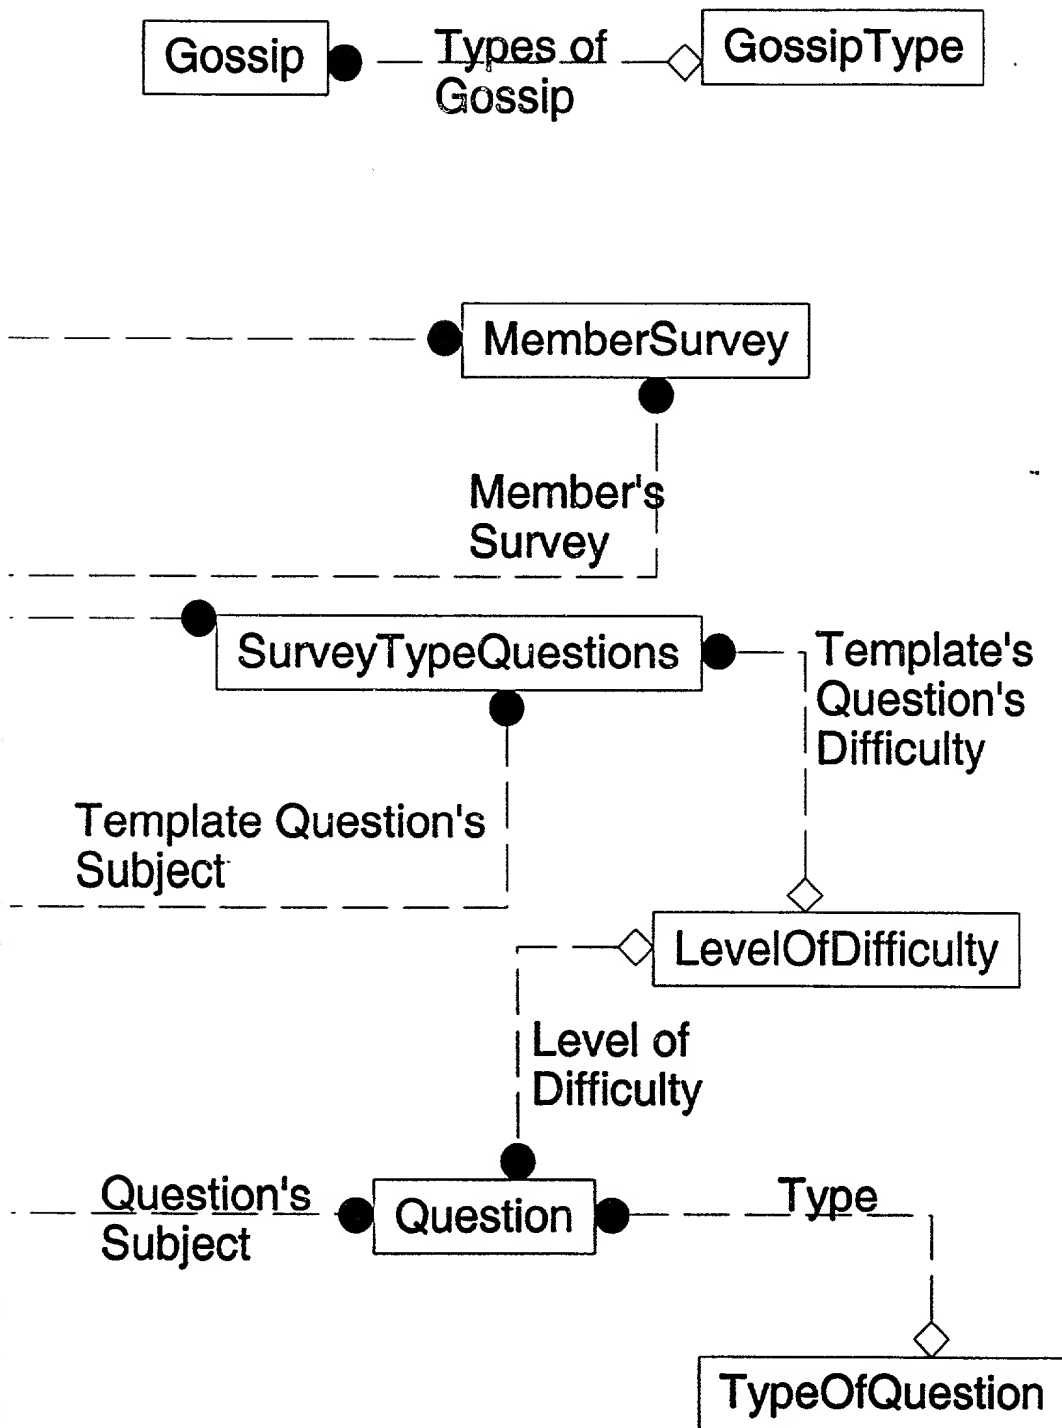 Gossip
Types of
Gossip
GossipType
MemberSurvey
Member's
Survey
SurveyTypeQuestions
Template's
Question's
Difficulty
Template Question's
Subject
LevelOfDifficulty
Level of
Difficulty
Question's
Subject
Question
Type
TypeOfQuestion